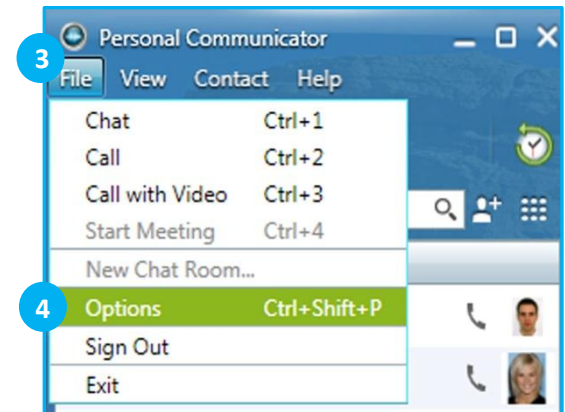 Personal Communicator
3
File View Contact Help
Chat Ctrl+1
Call Ctrl+2
Call with Video Ctrl+3
Start Meeting Ctrl+4
New Chat Room...
4 Options Ctrl+Shift+P
Sign Out
Exit